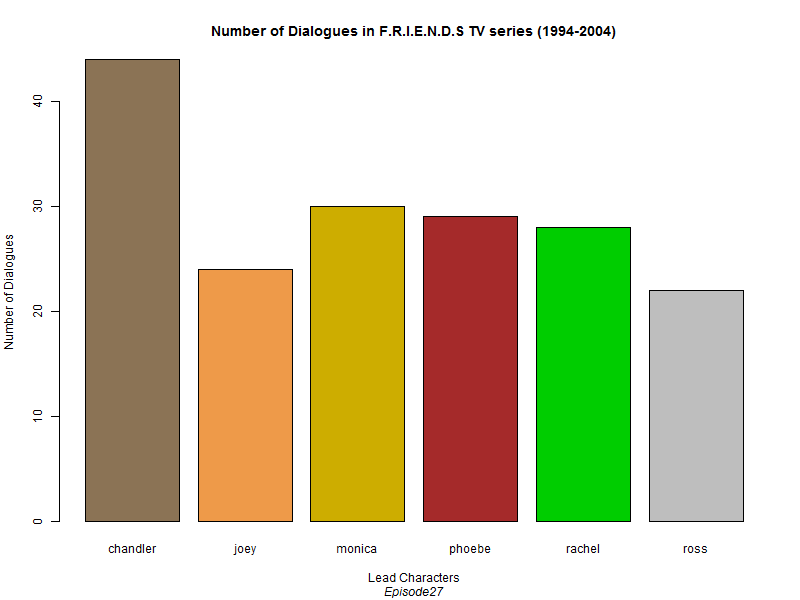 Number of Dialogues in F.R.I.E.N.D.S TV series (1994-2004)
Number of Dialogues
40
30
20
10
0
chandler joey monica phoebe rachel ross
Lead Characters
Episode27